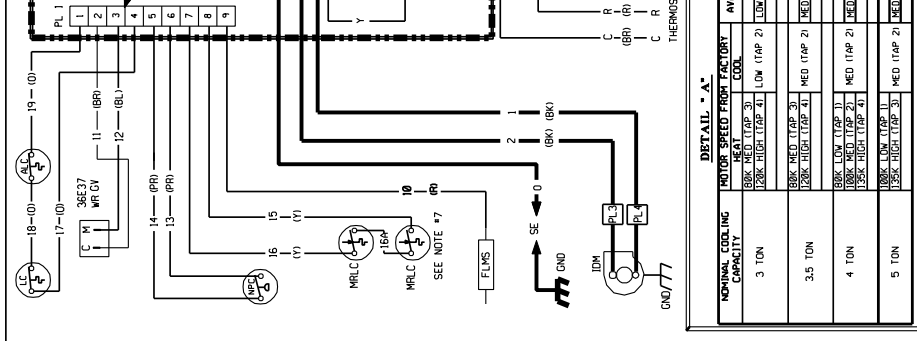 PL 1
1
2
3
4
5
6
7
8
9
Y
R (R) R
C (BR) C
THERMOS
19 (O)
11 (BR)
12 (BL)
ALC
36E37
WR GV
C M
18 (O)
17 (O)
LC
14 (PR)
13 (PR)
NPC
15 (Y)
16 (Y)
16A
MRLC
MRLC
SEE NOTE #7
10 (R)
FLMS
1 (BK)
2 (BK)
SE 0
GND
PL3
PL4
IDM
GND
DETAIL "A"
NOMINAL COOLING CAPACITY
MOTOR SPEED FROM FACTORY
HEAT
COOL
AV
3 TON
80K MED (TAP 3)
120K HIGH (TAP 4)
LOW (TAP 2)
LOW
3.5 TON
80K MED (TAP 3)
120K HIGH (TAP 4)
MED (TAP 2)
MED
4 TON
80K LOW (TAP 1)
100K MED (TAP 2)
135K HIGH (TAP 4)
MED (TAP 2)
MED
5 TON
100K LOW (TAP 1)
135K HIGH (TAP 3)
MED (TAP 2)
MED